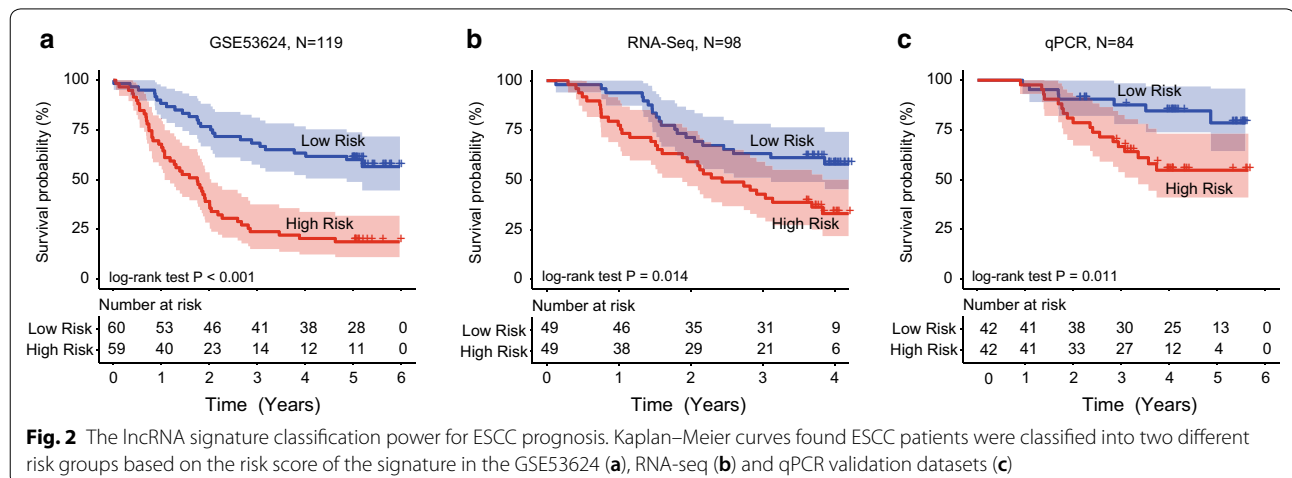 a GSE53624, N=119
Survival probability (%)
100
75
50
25
0
Low Risk
High Risk
log-rank test P < 0.001
Number at risk
Low Risk 60 53 46 41 38 28 0
High Risk 59 40 23 14 12 11 0
0 1 2 3 4 5 6
Time (Years)
b RNA-Seq, N=98
Survival probability (%)
100
75
50
25
0
Low Risk
High Risk
log-rank test P = 0.014
Number at risk
Low Risk 49 46 35 31 9
High Risk 49 38 29 21 6
0 1 2 3 4
Time (Years)
c qPCR, N=84
Survival probability (%)
100
75
50
25
0
Low Risk
High Risk
log-rank test P = 0.011
Number at risk
Low Risk 42 41 38 30 25 13 0
High Risk 42 41 33 27 12 4 0
0 1 2 3 4 5 6
Time (Years)
Fig. 2 The lncRNA signature classification power for ESCC prognosis. Kaplan–Meier curves found ESCC patients were classified into two different
risk groups based on the risk score of the signature in the GSE53624 (a), RNA-seq (b) and qPCR validation datasets (c)